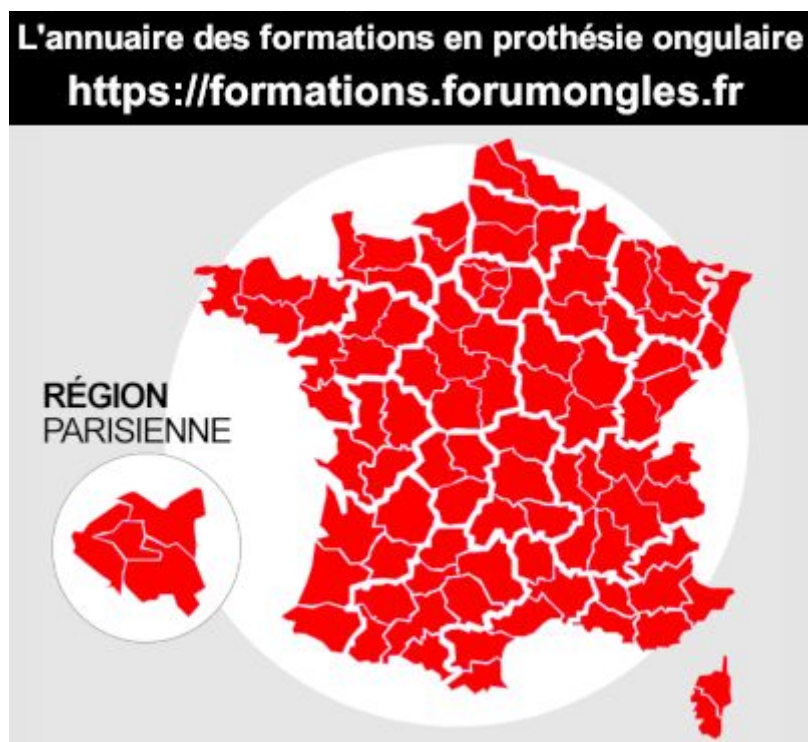 L'annuaire des formations en prothésie ongulaire
https://formations.forumongles.fr
RÉGION
PARISIENNE